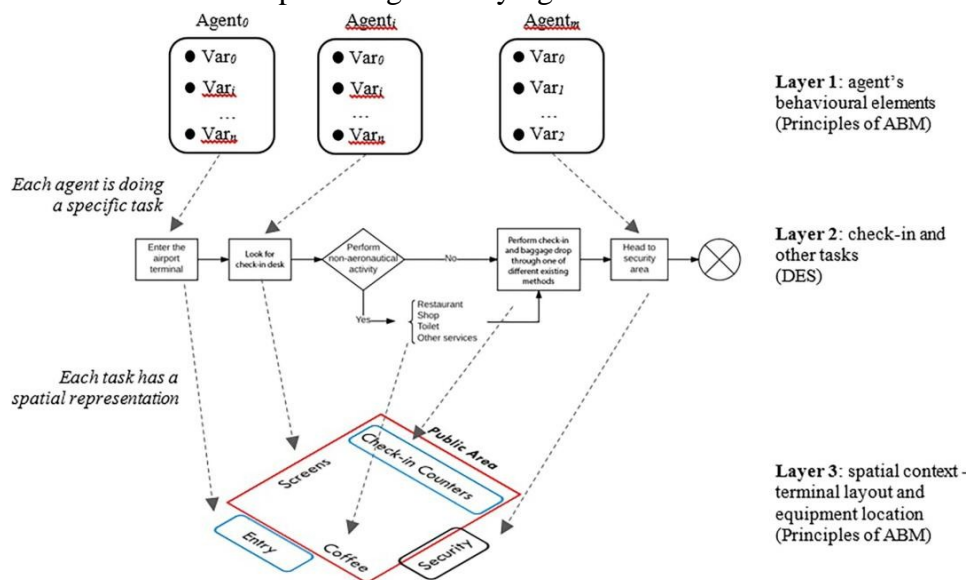 Agent₀ Agentᵢ Agentₘ
● Var₀ ● Var₀ ● Var₀
● Varᵢ ● Varᵢ ● Var₁
... ... ...
● Varₙ ● Varₙ ● Var₂
Layer 1: agent's
behavioural elements
(Principles of ABM)
Each agent is doing
a specific task
Enter the
airport
terminal
Look for
check-in desk
Perform
non-aeronautical
activity
No
Yes
Restaurant
Shop
Toilet
Other services
Perform check-in
and baggage drop
through one of
different existing
methods
Head to
security
area
Layer 2: check-in and
other tasks
(DES)
Each task has a
spatial representation
Public Area
Check-in Counters
Screens
Entry
Coffee
Security
Layer 3: spatial context -
terminal layout and
equipment location
(Principles of ABM)